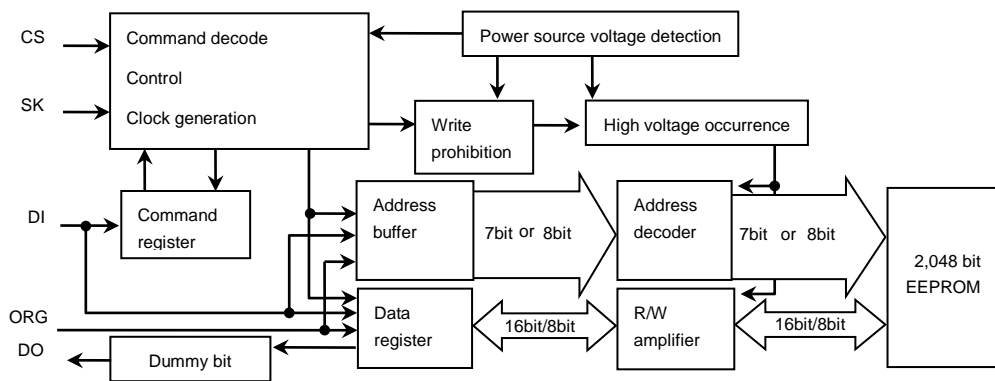 CS
Command decode
Power source voltage detection
Control
SK
Clock generation
Write
prohibition
High voltage occurrence
DI
Command
register
Address
buffer
7bit or 8bit
Address
decoder
7bit or 8bit
2,048 bit
EEPROM
ORG
Data
register
16bit/8bit
R/W
amplifier
16bit/8bit
DO
Dummy bit